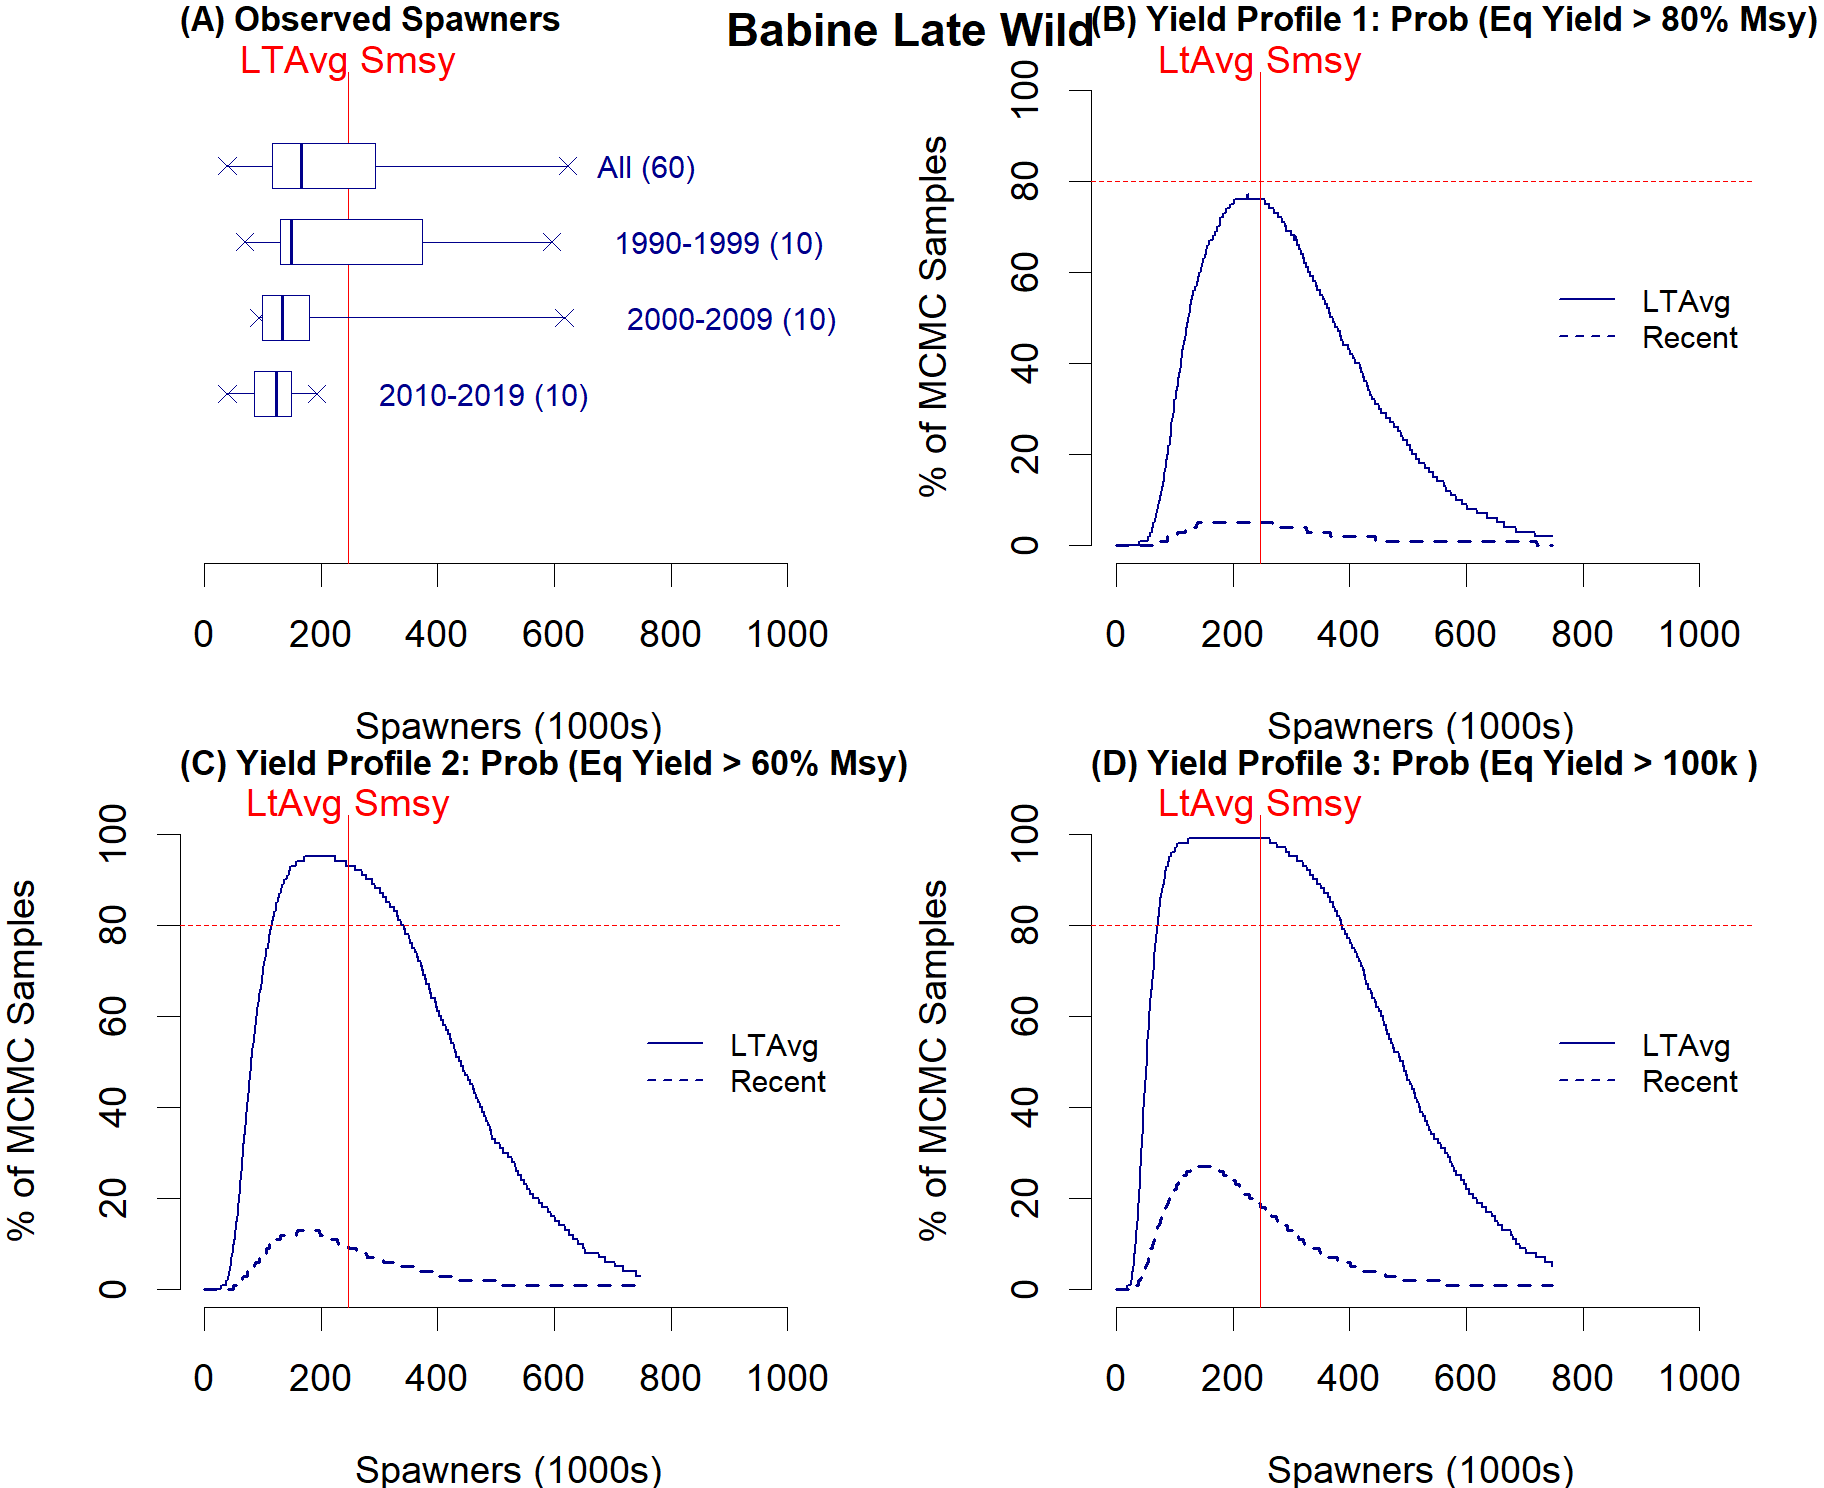 Babine Late Wild
(A) Observed Spawners
LTAvg Smsy
All (60)
1990-1999 (10)
2000-2009 (10)
2010-2019 (10)
0 200 400 600 800 1000
Spawners (1000s)
(B) Yield Profile 1: Prob (Eq Yield > 80% Msy)
LtAvg Smsy
% of MCMC Samples
100
80
60
40
20
0
LTAvg
Recent
0 200 400 600 800 1000
Spawners (1000s)
(C) Yield Profile 2: Prob (Eq Yield > 60% Msy)
LtAvg Smsy
% of MCMC Samples
100
80
60
40
20
0
LTAvg
Recent
0 200 400 600 800 1000
Spawners (1000s)
(D) Yield Profile 3: Prob (Eq Yield > 100k )
LtAvg Smsy
% of MCMC Samples
100
80
60
40
20
0
LTAvg
Recent
0 200 400 600 800 1000
Spawners (1000s)